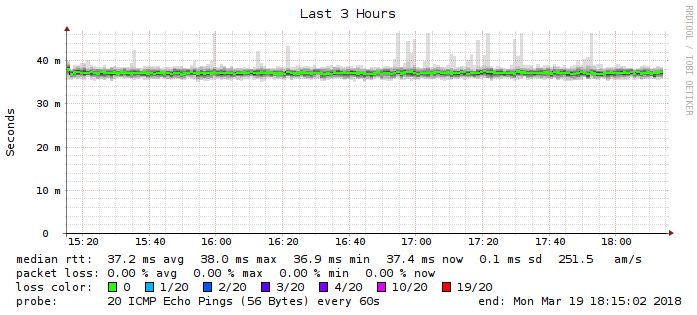 Last 3 Hours
RRDTOOL / TOBI OETIKER
Seconds
40 m
30 m
20 m
10 m
0
15:20 15:40 16:00 16:20 16:40 17:00 17:20 17:40 18:00
median rtt: 37.2 ms avg 38.0 ms max 36.9 ms min 37.4 ms now 0.1 ms sd 251.5 am/s
packet loss: 0.00 % avg 0.00 % max 0.00 % min 0.00 % now
loss color: 0 1/20 2/20 3/20 4/20 10/20 19/20
probe: 20 ICMP Echo Pings (56 Bytes) every 60s end: Mon Mar 19 18:15:02 2018